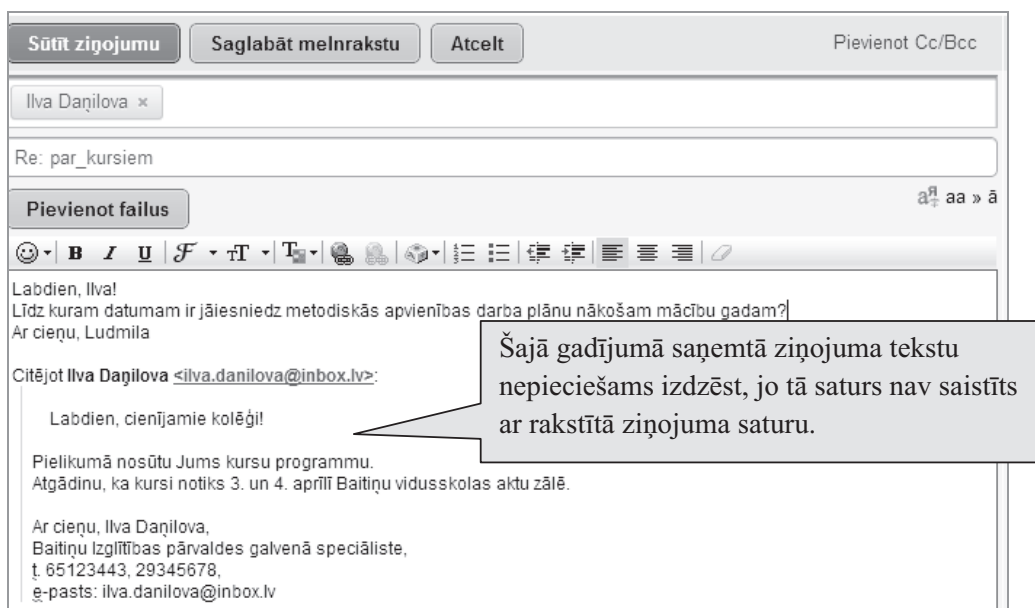 Sūtīt ziņojumu Saglabāt melnrakstu Atcelt Pievienot Cc/Bcc
Ilva Daņilova ×
Re: par_kursiem
Pievienot failus
aa » ā
B I U
Labdien, Ilva!
Līdz kuram datumam ir jāiesniedz metodiskās apvienības darba plānu nākošam mācību gadam?
Ar cieņu, Ludmila
Citējot Ilva Daņilova <ilva.danilova@inbox.lv>:
Labdien, cienījamie kolēģi!
Pielikumā nosūtu Jums kursu programmu.
Atgādinu, ka kursi notiks 3. un 4. aprīlī Baitiņu vidusskolas aktu zālē.
Ar cieņu, Ilva Daņilova,
Baitiņu Izglītības pārvaldes galvenā speciāliste,
t. 65123443, 29345678,
e-pasts: ilva.danilova@inbox.lv
Šajā gadījumā saņemtā ziņojuma tekstu
nepieciešams izdzēst, jo tā saturs nav saistīts
ar rakstītā ziņojuma saturu.